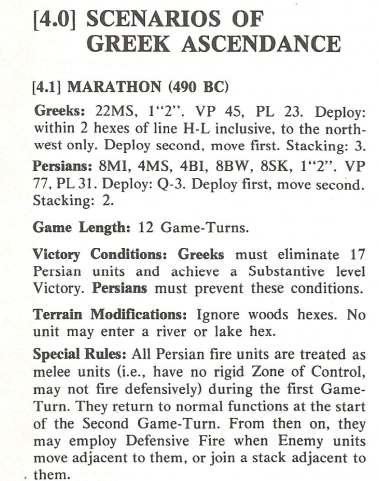 [4.0] SCENARIOS OF
GREEK ASCENDANCE
[4.1] MARATHON (490 BC)
Greeks: 22MS, 1“2”. VP 45, PL 23. Deploy:
within 2 hexes of line H-L inclusive, to the north-
west only. Deploy second, move first. Stacking: 3.
Persians: 8MI, 4MS, 4BI, 8BW, 8SK, 1“2”. VP
77, PL 31. Deploy: Q-3. Deploy first, move second.
Stacking: 2.
Game Length: 12 Game-Turns.
Victory Conditions: Greeks must eliminate 17
Persian units and achieve a Substantive level
Victory. Persians must prevent these conditions.
Terrain Modifications: Ignore woods hexes. No
unit may enter a river or lake hex.
Special Rules: All Persian fire units are treated as
melee units (i.e., have no rigid Zone of Control,
may not fire defensively) during the first Game-
Turn. They return to normal functions at the start
of the Second Game-Turn. From then on, they
may employ Defensive Fire when Enemy units
move adjacent to them, or join a stack adjacent to
them.